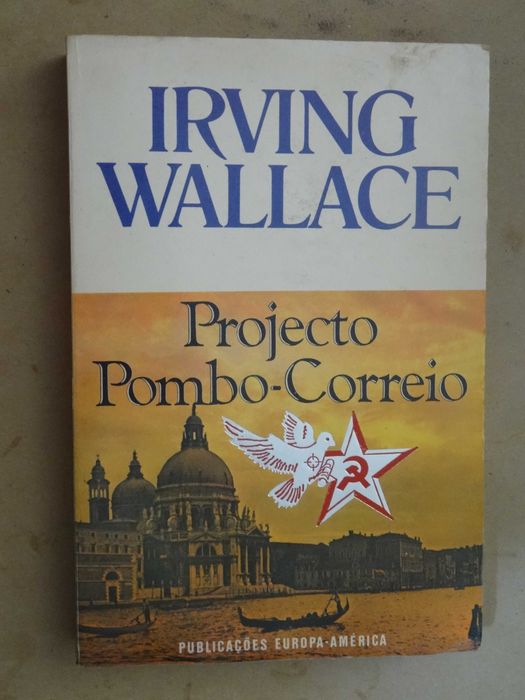 IRVING
WALLACE
Projecto
Pombo-Correio
PUBLICAÇÕES EUROPA-AMÉRICA